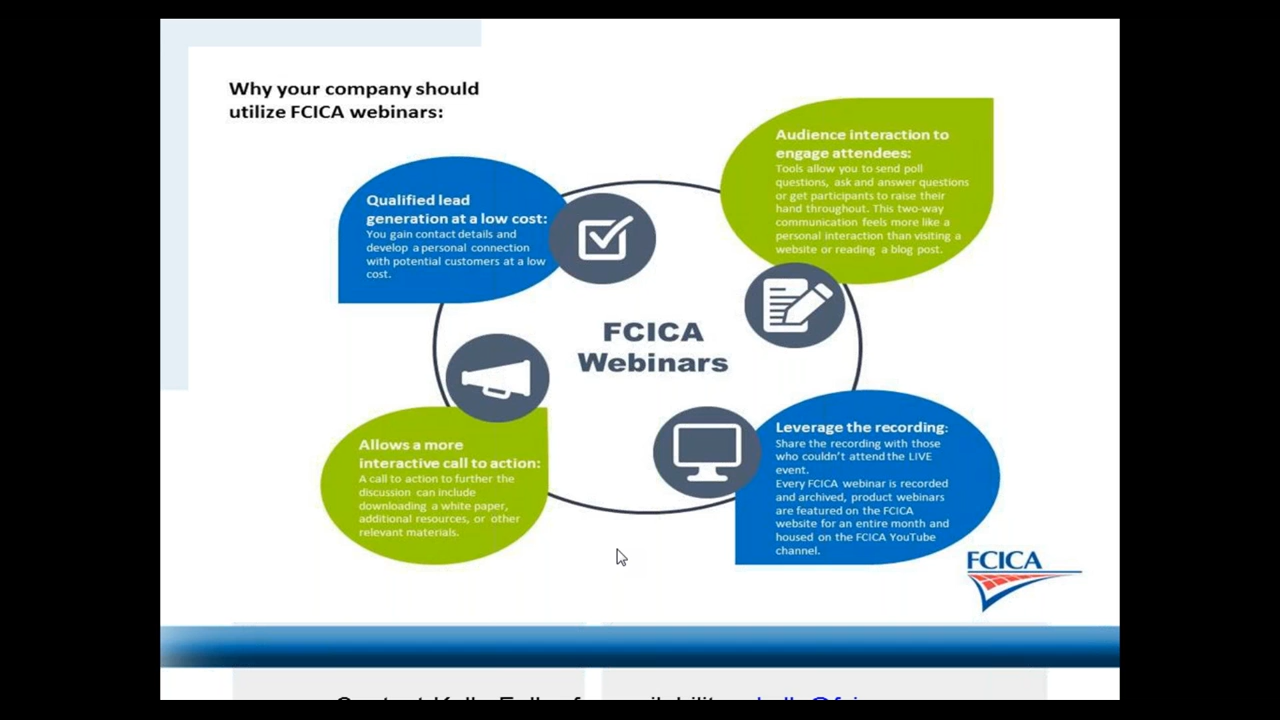 Why your company should
utilize FCICA webinars:
Qualified lead
generation at a low cost:
You gain contact details and
develop a personal connection
with potential customers at a low
cost.
Audience interaction to
engage attendees:
Tools allow you to send poll
questions, ask and answer questions
or get participants to raise their
hand throughout. This two-way
communication feels more like a
personal interaction than visiting a
website or reading a blog post.
FCICA
Webinars
Allows a more
interactive call to action:
A call to action to further the
discussion can include
downloading a white paper,
additional resources, or other
relevant materials.
Leverage the recording:
Share the recording with those
who couldn't attend the LIVE
event.
Every FCICA webinar is recorded
and archived, product webinars
are featured on the FCICA
website for an entire month and
housed on the FCICA YouTube
channel.
FCICA